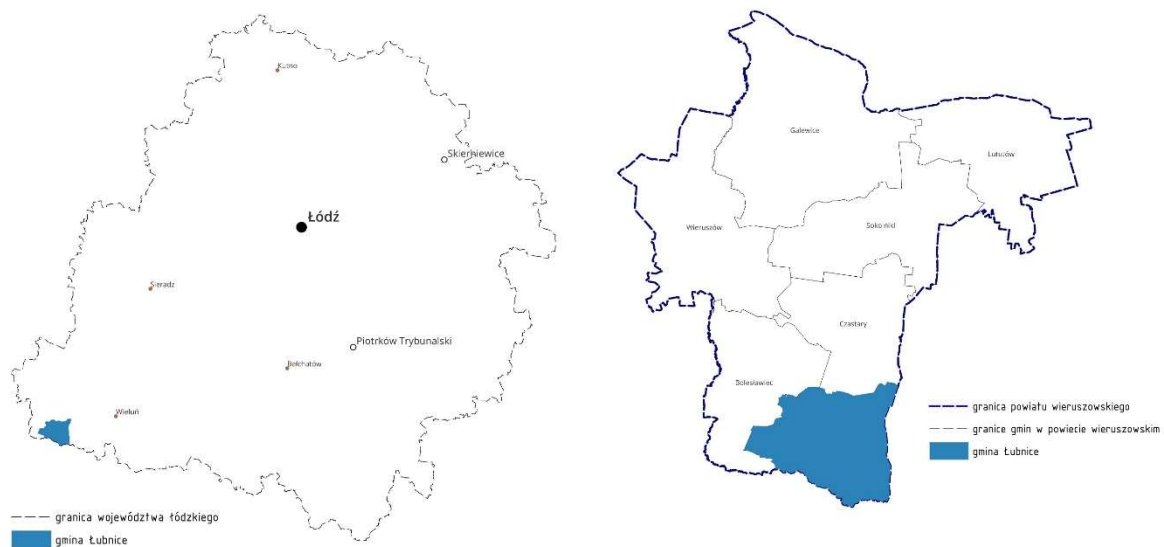 Kutno
Skierniewice
Łódź
Sieradz
Piotrków Trybunalski
Bełchatów
Wieluń
granica województwa łódzkiego
gmina Łubnice
Galewice
Lututów
Wieruszów
Sokolniki
Czastary
Bolesławiec
granica powiatu wieruszowskiego
granice gmin w powiecie wieruszowskim
gmina Łubnice